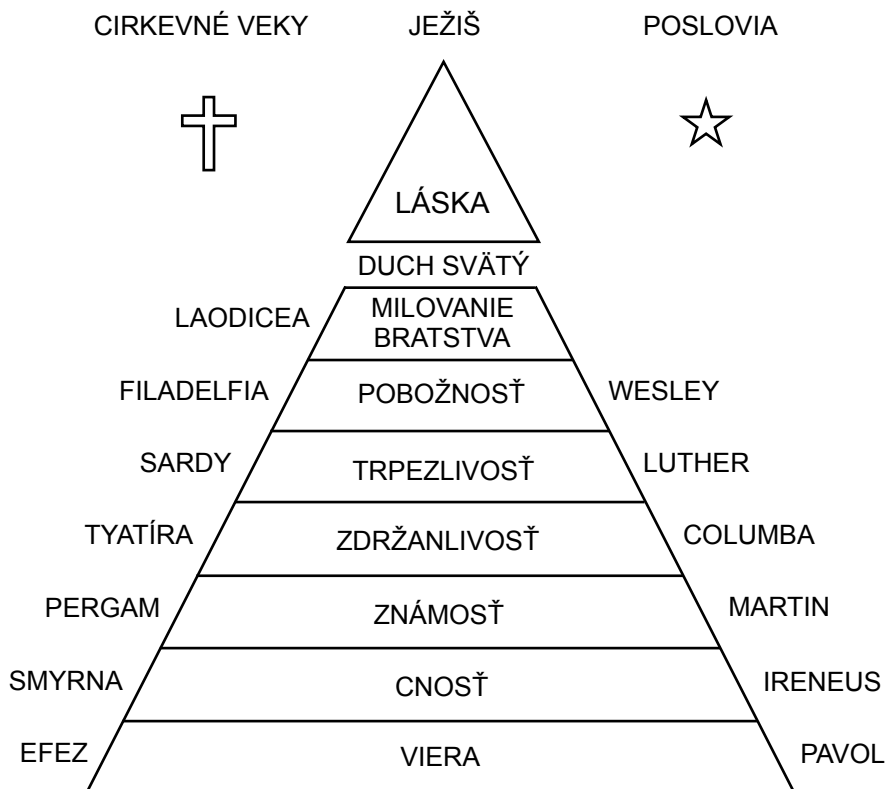 CIRKEVNÉ VEKY JEŽIŠ POSLOVIA
LÁSKA
DUCH SVÄTÝ
LAODICEA MILOVANIE
BRATSTVA
FILADELFIA POBOŽNOSŤ WESLEY
SARDY TRPEZLIVOSŤ LUTHER
TYATÍRA ZDRŽANLIVOSŤ COLUMBA
PERGAM ZNÁMOSŤ MARTIN
SMYRNA CNOSŤ IRENEUS
EFEZ VIERA PAVOL